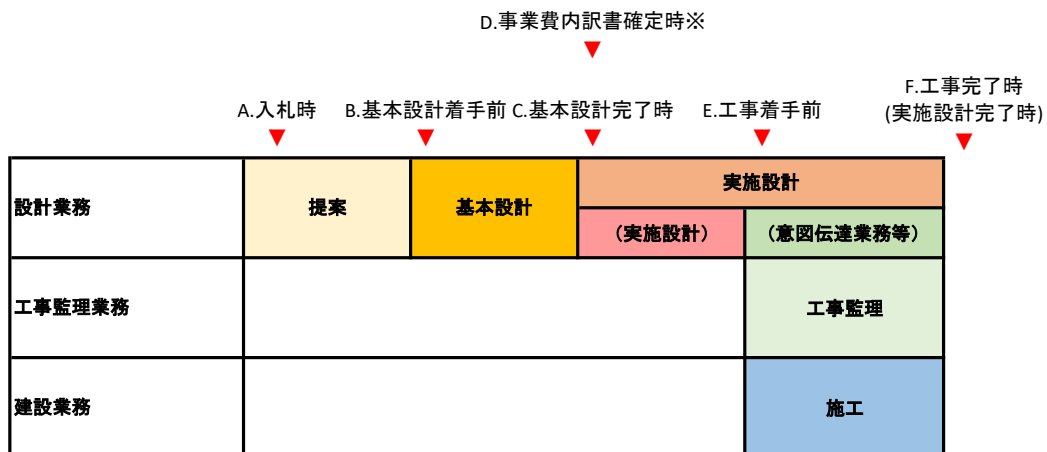 D.事業費内訳書確定時※
F.工事完了時
(実施設計完了時)
A.入札時
B.基本設計着手前
C.基本設計完了時
E.工事着手前
設計業務
提案
基本設計
実施設計
（実施設計）
（意図伝達業務等）
工事監理業務
工事監理
建設業務
施工